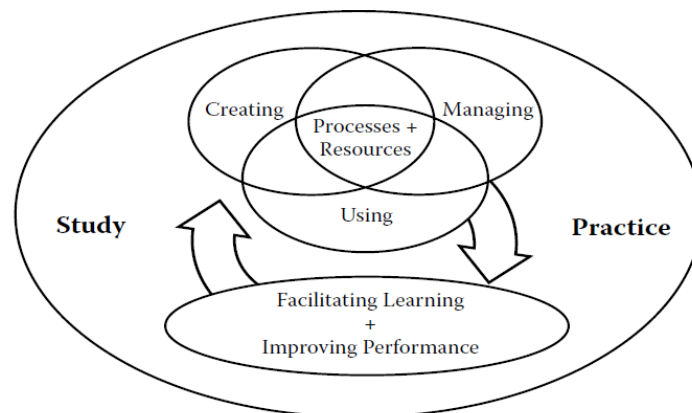 Creating
Managing
Processes +
Resources
Using
Study
Practice
Facilitating Learning
+
Improving Performance